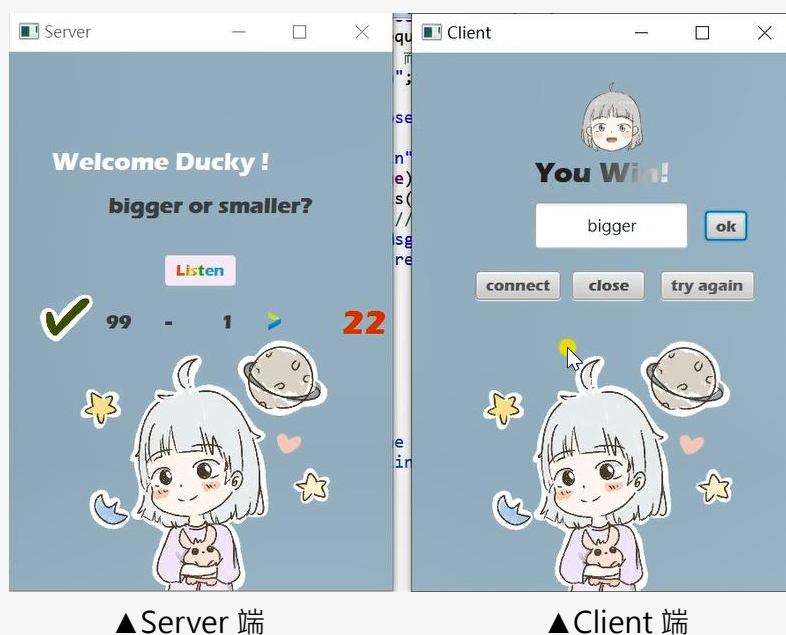 Server
Client
Welcome Ducky !
bigger or smaller?
Listen
99 - 1 > 22
You Win!
bigger
ok
connect
close
try again
▲Server 端
▲Client 端